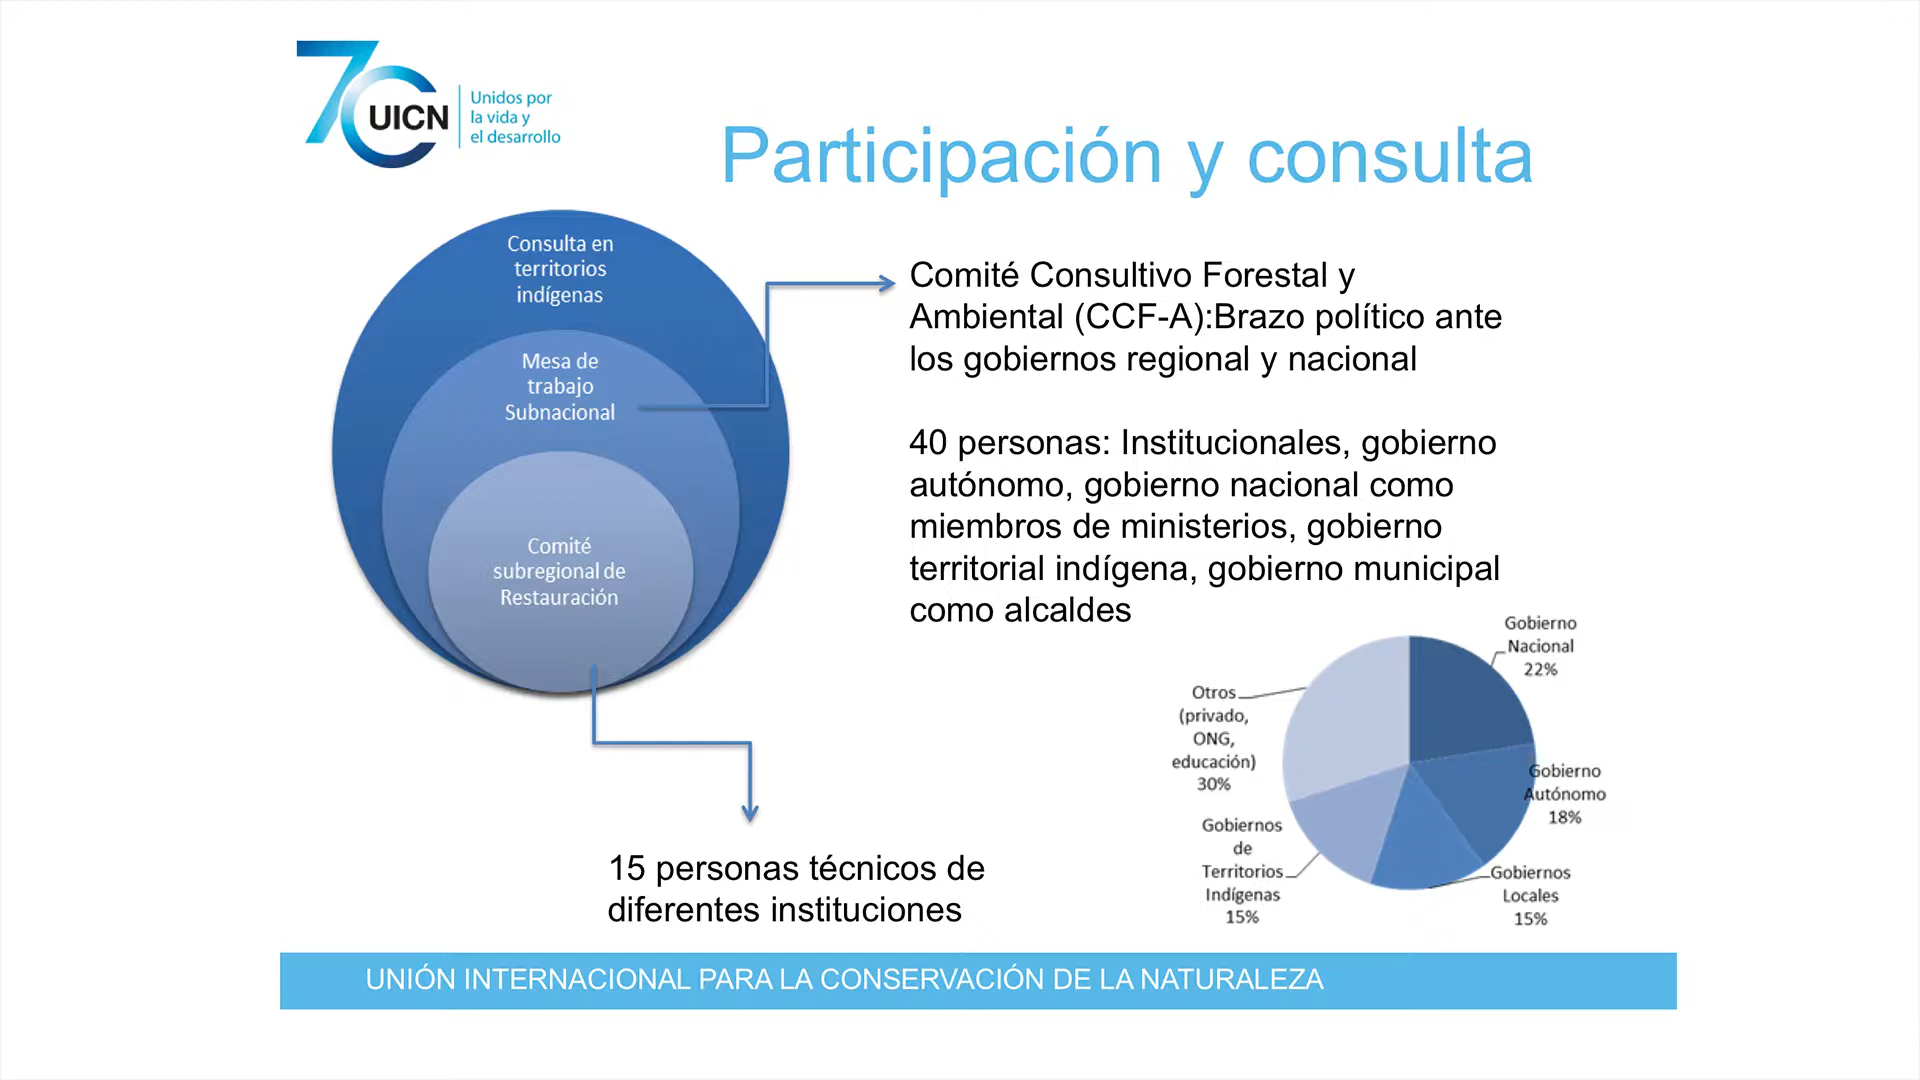 UICN
Unidos por
la vida y
el desarrollo
Participación y consulta
Consulta en
territorios
indígenas
Mesa de
trabajo
Subnacional
Comité
subregional de
Restauración
Comité Consultivo Forestal y
Ambiental (CCF-A):Brazo político ante
los gobiernos regional y nacional
40 personas: Institucionales, gobierno
autónomo, gobierno nacional como
miembros de ministerios, gobierno
territorial indígena, gobierno municipal
como alcaldes
Gobierno
Nacional
22%
Gobierno
Autónomo
18%
Gobiernos
Locales
15%
Gobiernos
de
Territorios
Indígenas
15%
Otros
(privado,
ONG,
educación)
30%
15 personas técnicos de
diferentes instituciones
UNIÓN INTERNACIONAL PARA LA CONSERVACIÓN DE LA NATURALEZA